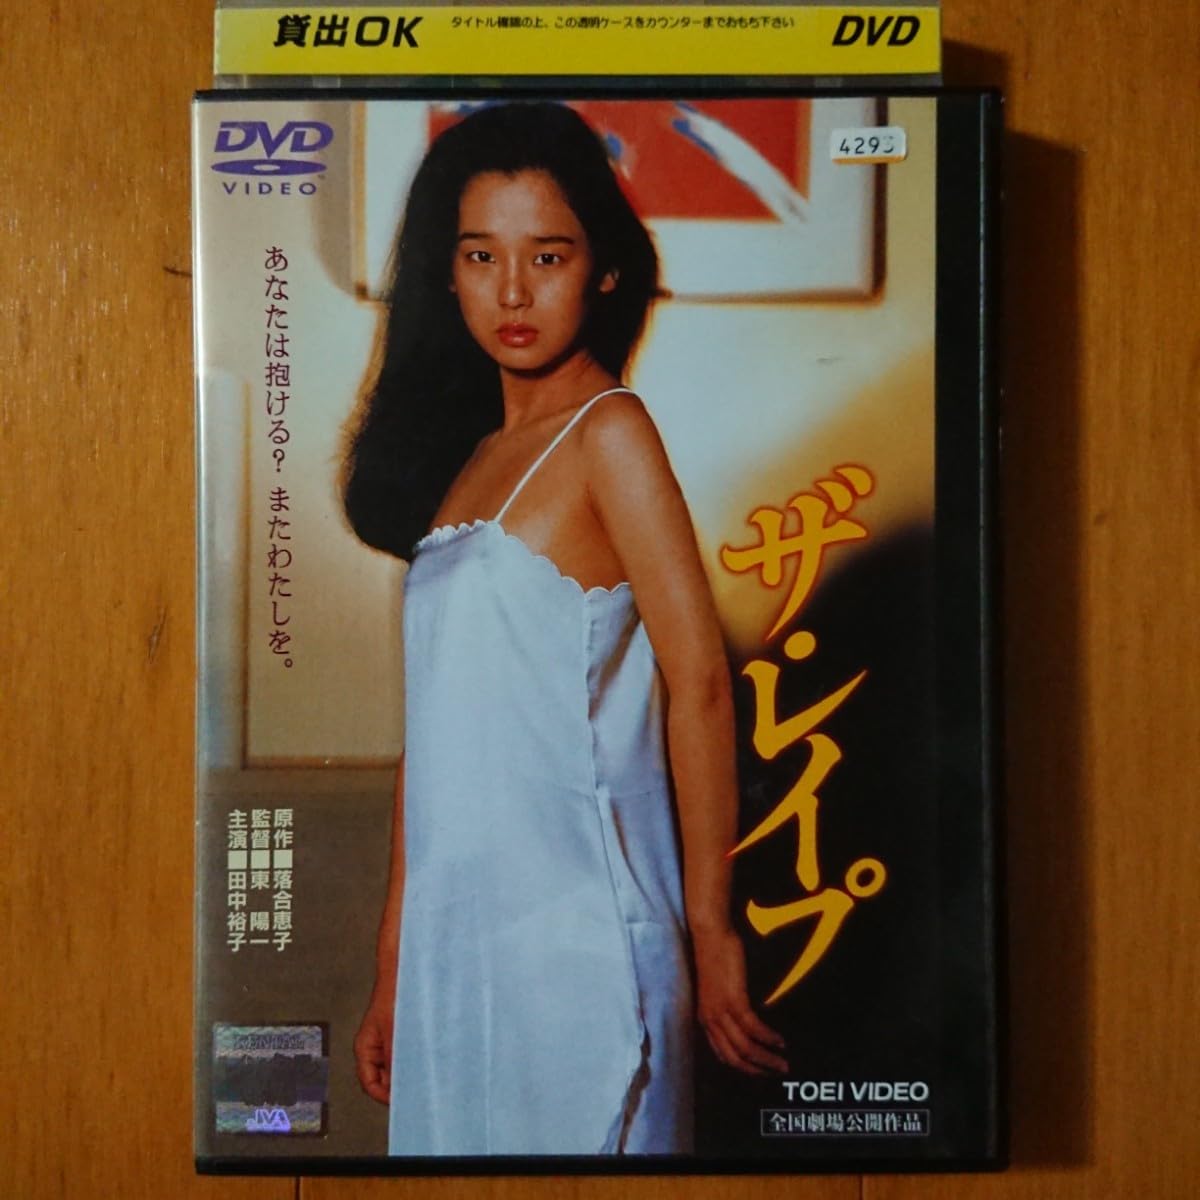 貸出OK
タイトル確認の上、この透明ケースをカウンターまでおもち下さい
DVD
DVD
VIDEO
あなたは抱ける? またわたしを。
ザ・レイプ
原作■落合恵子
監督■東 陽一
主演■田中裕子
RENTAL
JVA
TOEI VIDEO
全国劇場公開作品